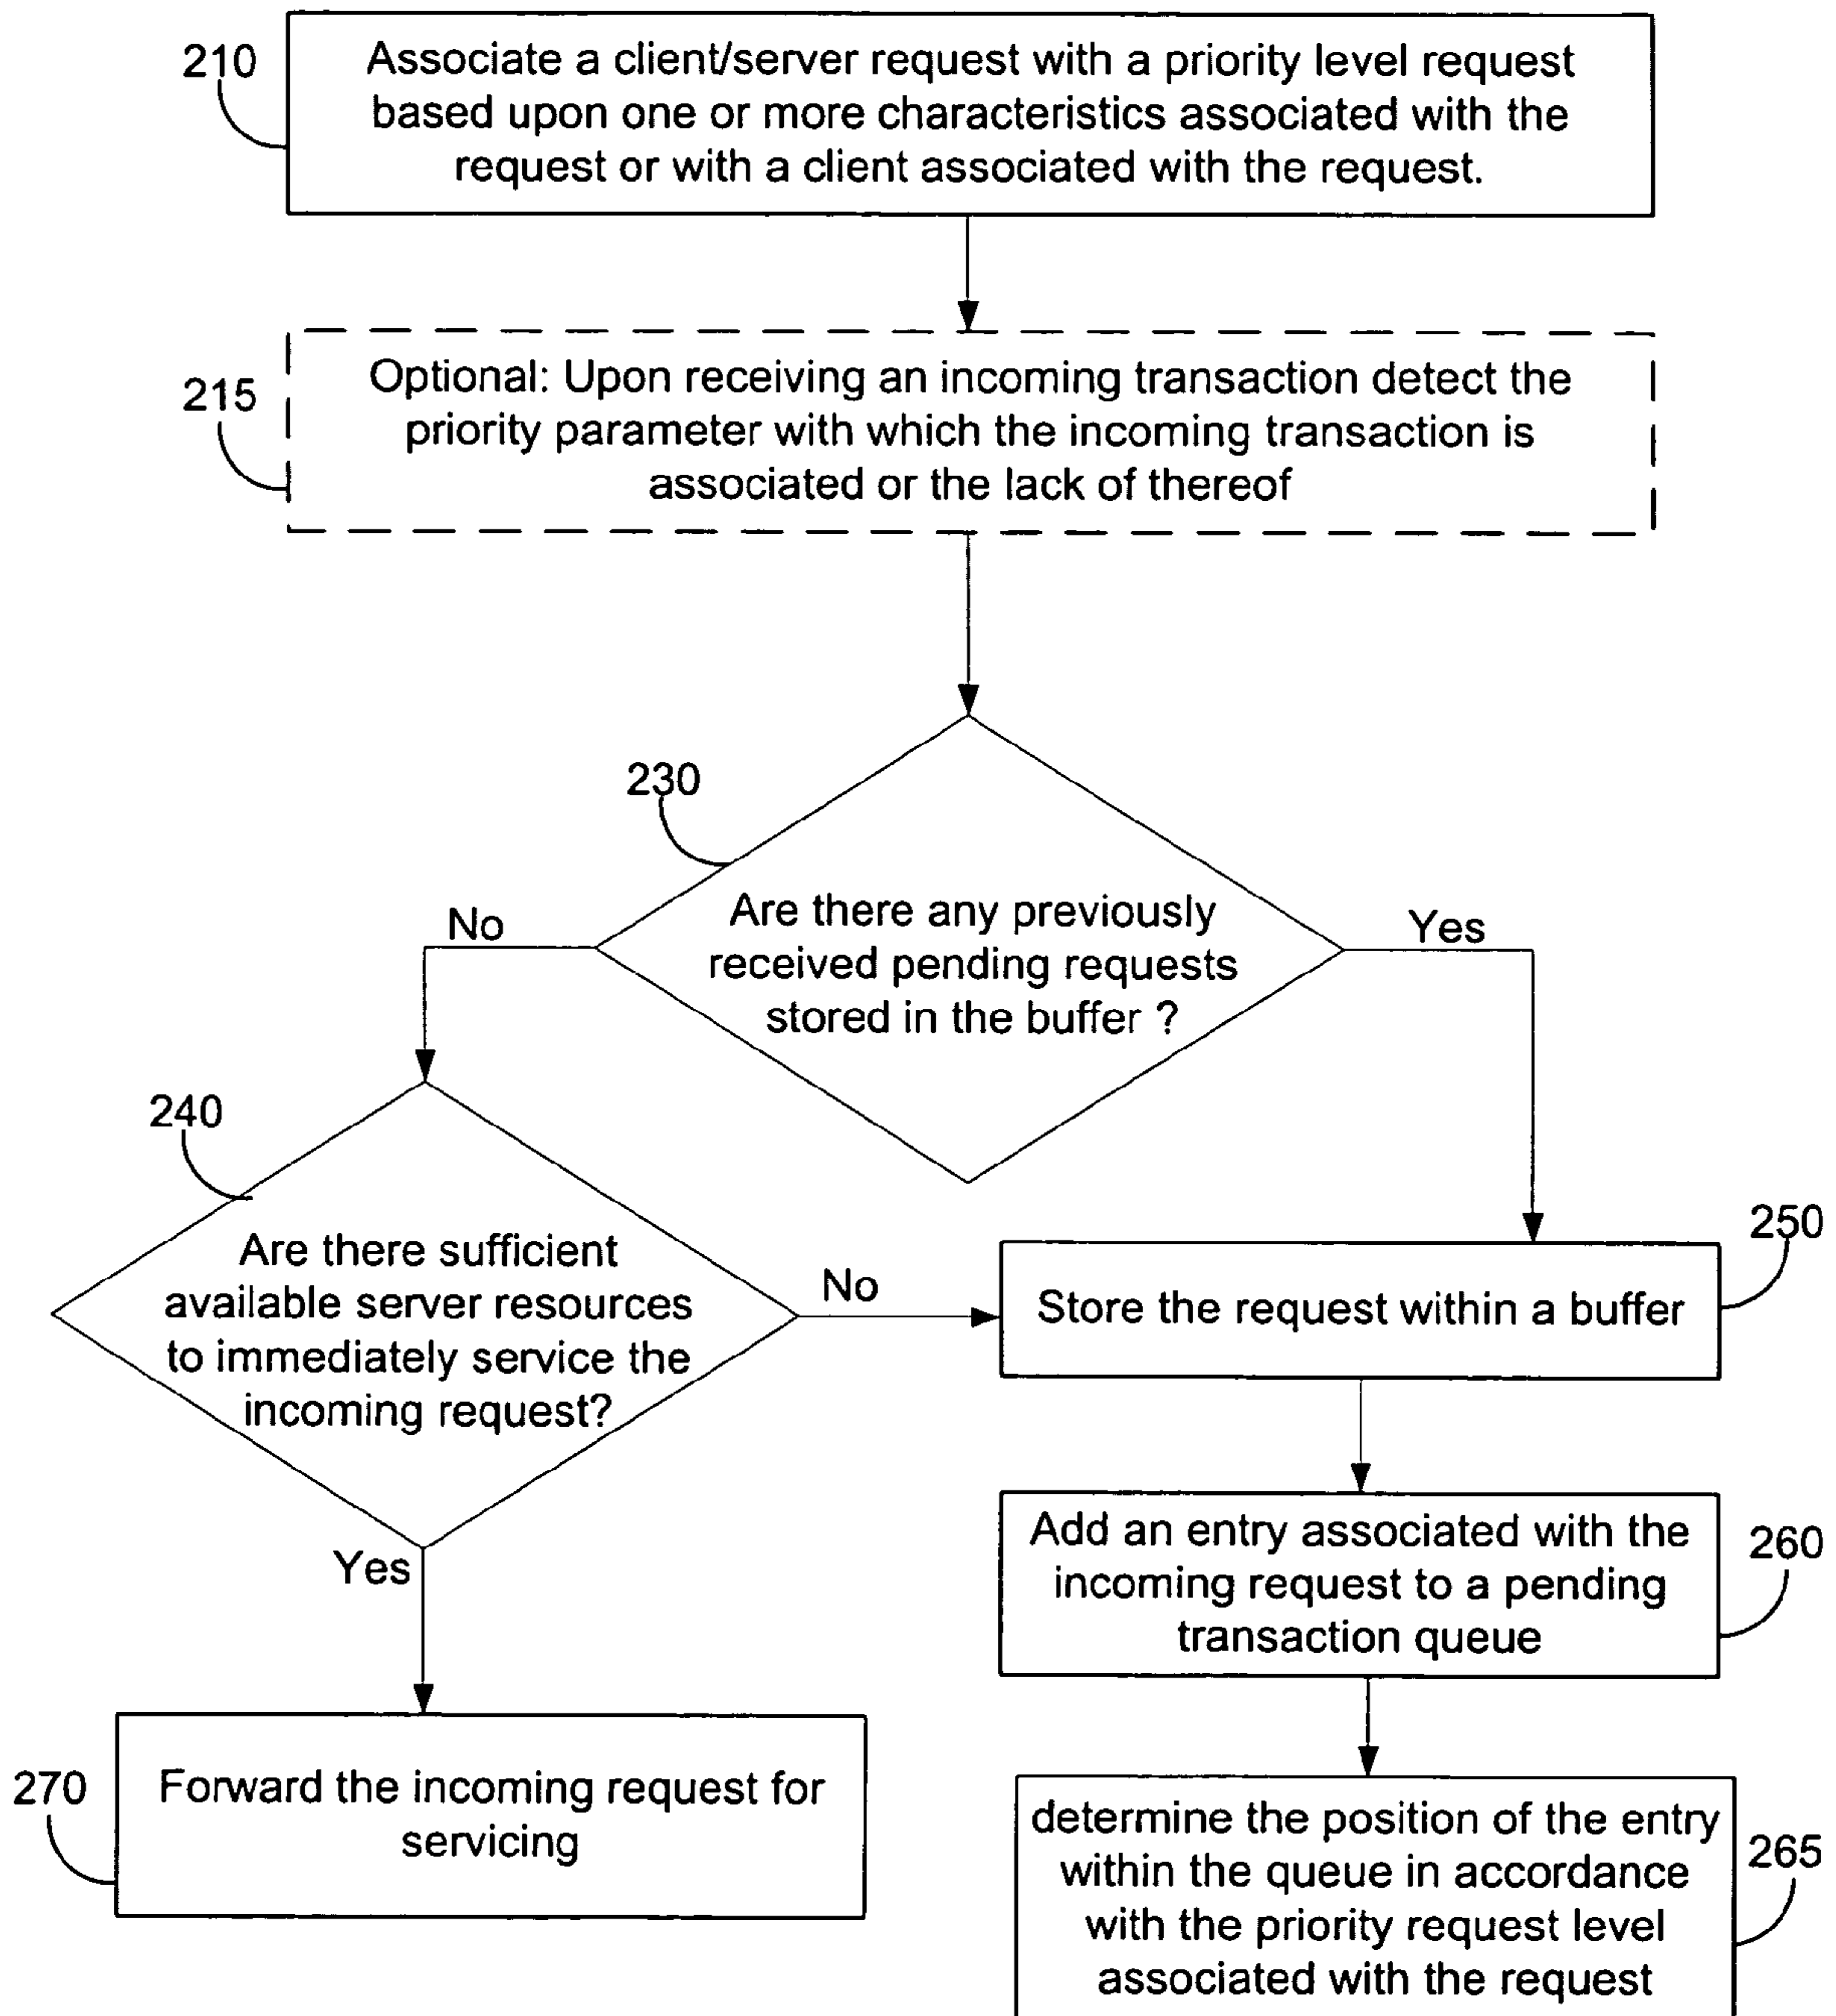 210
Associate a client/server request with a priority level request
based upon one or more characteristics associated with the
request or with a client associated with the request.
215
Optional: Upon receiving an incoming transaction detect the
priority parameter with which the incoming transaction is
associated or the lack of thereof
230
Are there any previously
received pending requests
stored in the buffer ?
No
Yes
240
Are there sufficient
available server resources
to immediately service the
incoming request?
No
Yes
250
Store the request within a buffer
260
Add an entry associated with the
incoming request to a pending
transaction queue
270
Forward the incoming request for
servicing
265
determine the position of the entry
within the queue in accordance
with the priority request level
associated with the request